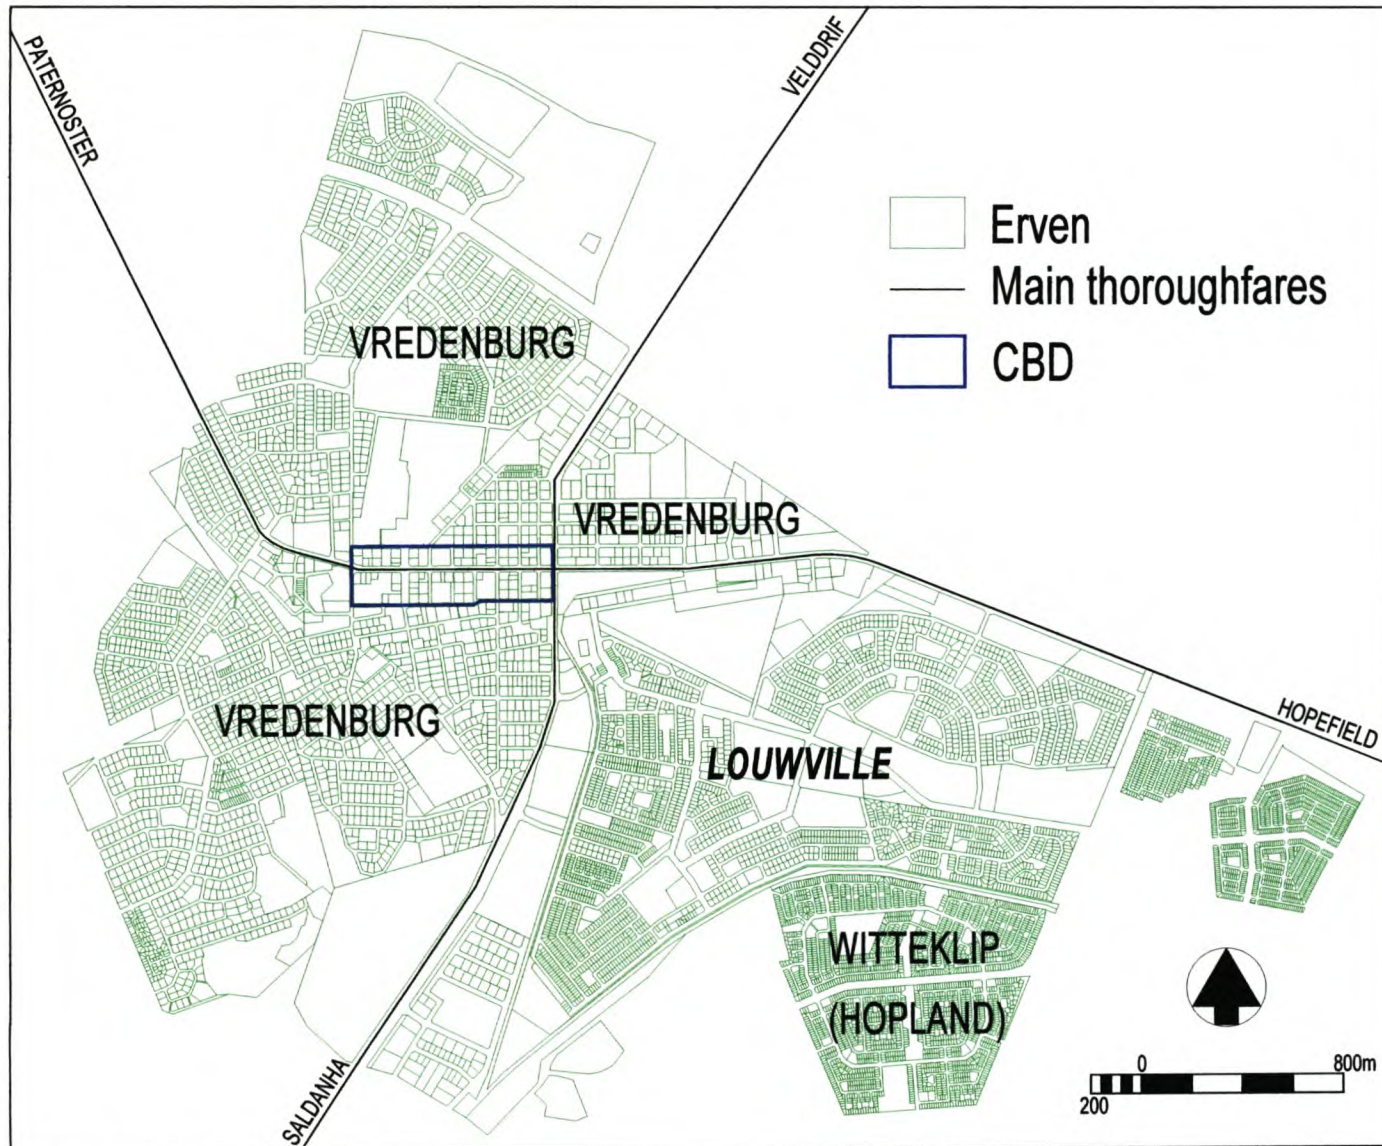 PATERNOSTER
VELDDRIF
Erven
Main thoroughfares
CBD
VREDENBURG
VREDENBURG
VREDENBURG
LOUWVILLE
HOPEFIELD
WITTEKLIP
(HOPLAND)
SALDANHA
0 800m
200